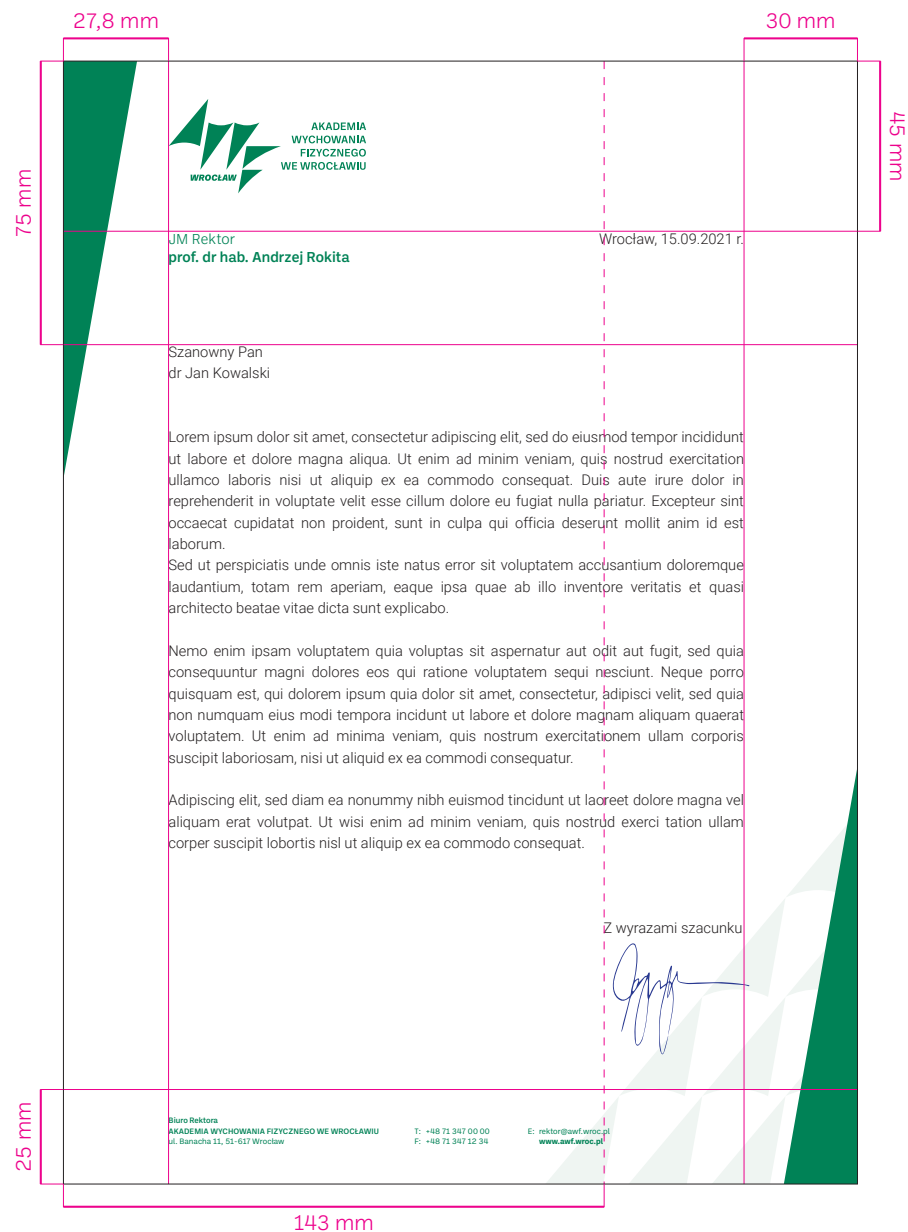 27,8 mm
30 mm
45 mm
75 mm
AKADEMIA
WYCHOWANIA
FIZYCZNEGO
WE WROCŁAWIU
WROCŁAW
JM Rektor
prof. dr hab. Andrzej Rokita
Wrocław, 15.09.2021 r.
Szanowny Pan
dr Jan Kowalski
Lorem ipsum dolor sit amet, consectetur adipiscing elit, sed do eiusmod tempor incididunt
ut labore et dolore magna aliqua. Ut enim ad minim veniam, quis nostrud exercitation
ullamco laboris nisi ut aliquip ex ea commodo consequat. Duis aute irure dolor in
reprehenderit in voluptate velit esse cillum dolore eu fugiat nulla pariatur. Excepteur sint
occaecat cupidatat non proident, sunt in culpa qui officia deserunt mollit anim id est
laborum.
Sed ut perspiciatis unde omnis iste natus error sit voluptatem accusantium doloremque
laudantium, totam rem aperiam, eaque ipsa quae ab illo inventore veritatis et quasi
architecto beatae vitae dicta sunt explicabo.
Nemo enim ipsam voluptatem quia voluptas sit aspernatur aut odit aut fugit, sed quia
consequuntur magni dolores eos qui ratione voluptatem sequi nesciunt. Neque porro
quisquam est, qui dolorem ipsum quia dolor sit amet, consectetur, adipisci velit, sed quia
non numquam eius modi tempora incidunt ut labore et dolore magnam aliquam quaerat
voluptatem. Ut enim ad minima veniam, quis nostrum exercitationem ullam corporis
suscipit laboriosam, nisi ut aliquid ex ea commodi consequatur.
Adipiscing elit, sed diam ea nonummy nibh euismod tincidunt ut laoreet dolore magna vel
aliquam erat volutpat. Ut wisi enim ad minim veniam, quis nostrud exerci tation ullam
corper suscipit lobortis nisl ut aliquip ex ea commodo consequat.
Z wyrazami szacunku
25 mm
Biuro Rektora
AKADEMIA WYCHOWANIA FIZYCZNEGO WE WROCŁAWIU
ul. Banacha 11, 51-617 Wrocław
T: +48 71 347 00 00
F: +48 71 347 12 34
E: rektor@awf.wroc.pl
www.awf.wroc.pl
143 mm